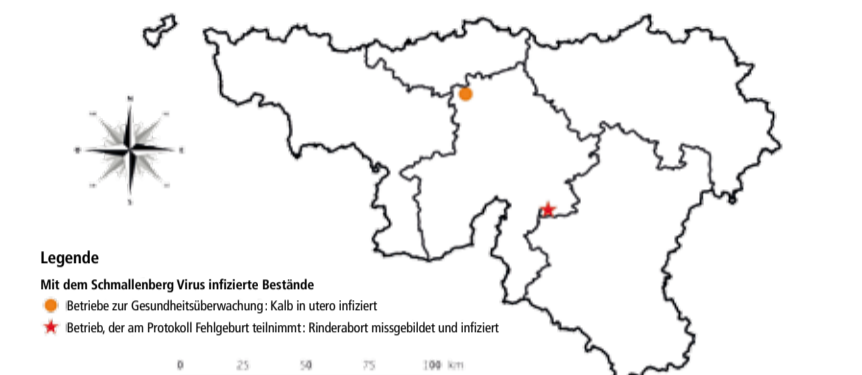 N
S
Legende
Mit dem Schmallenberg Virus infizierte Bestände
Betriebe zur Gesundheitsüberwachung: Kalb in utero infiziert
Betrieb, der am Protokoll Fehlgeburt teilnimmt: Rinderabort missgebildet und infiziert
0 25 50 75 100 km